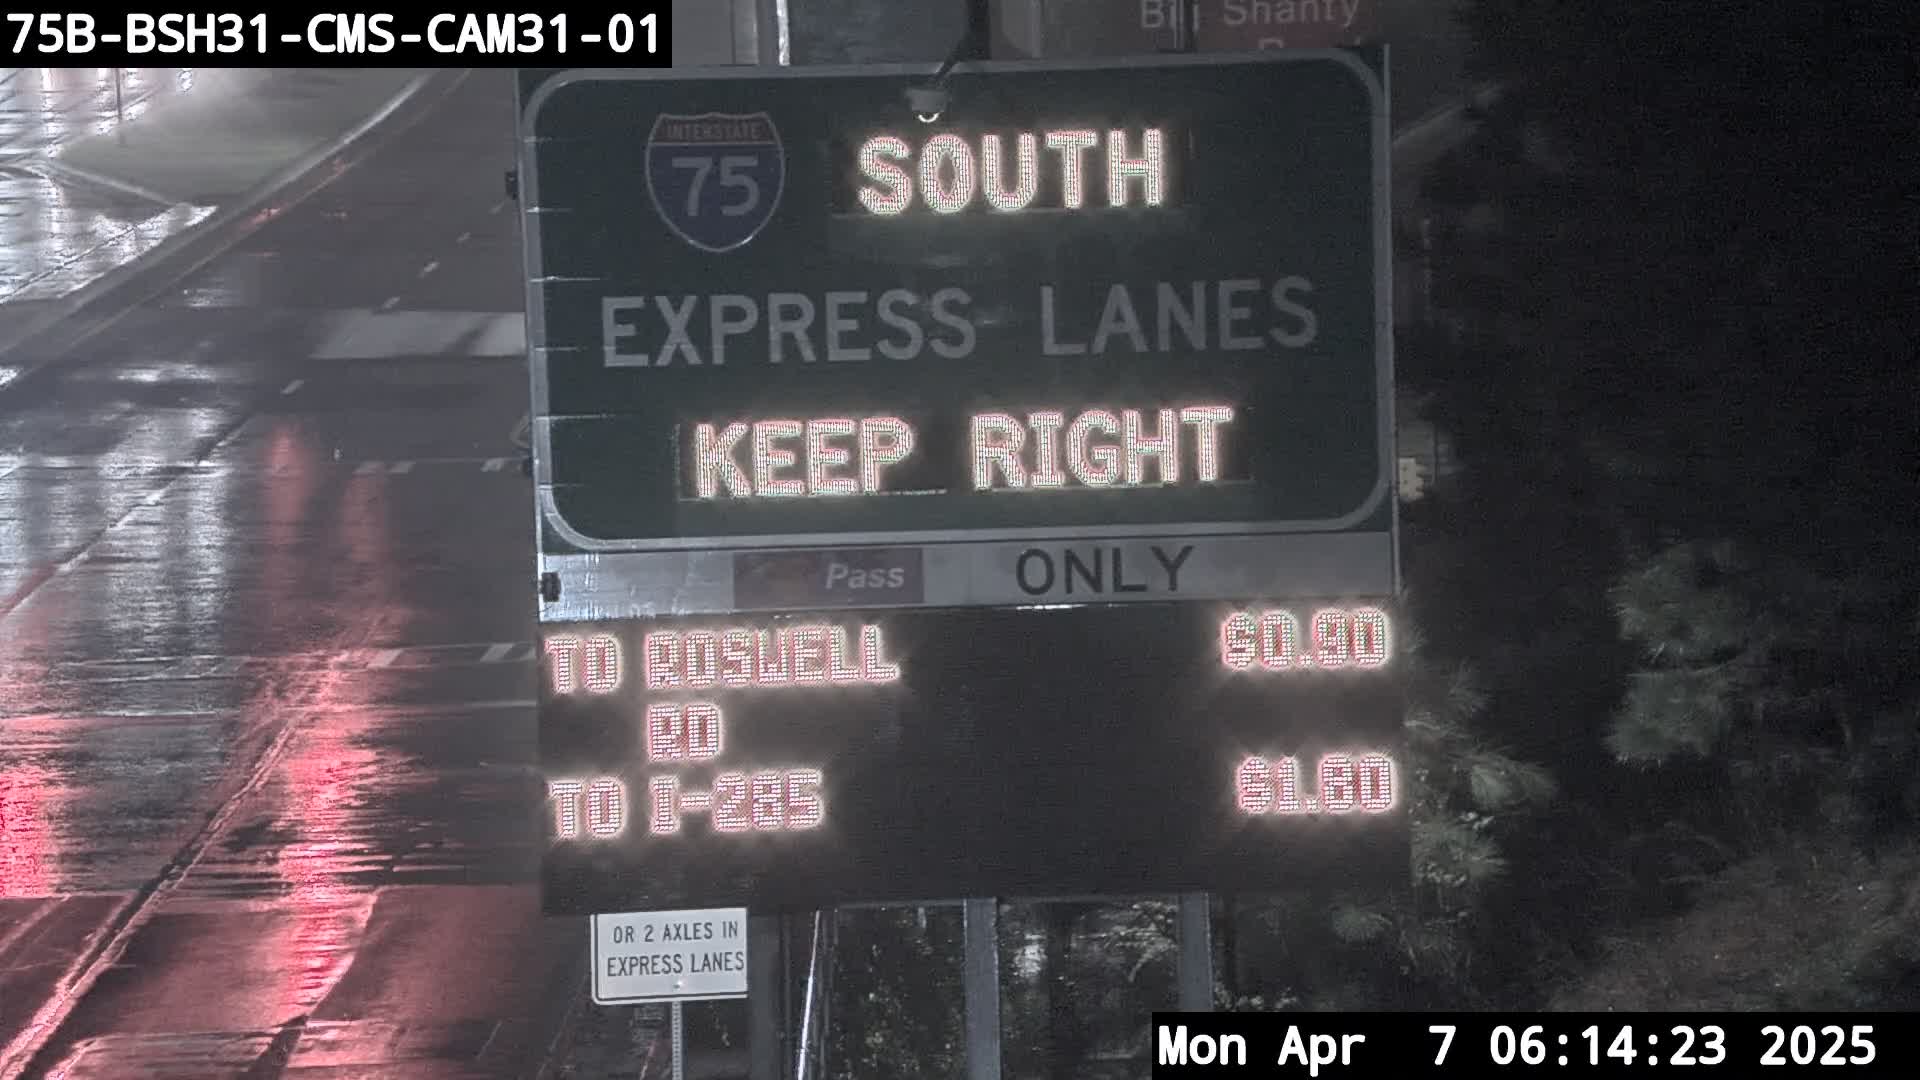 75B-BSH31-CMS-CAM31-01
Shanty
INTERSTATE
75
SOUTH
EXPRESS LANES
KEEP RIGHT
Pass ONLY
TO ROSWELL $0.90
RD
TO I-285 $1.80
OR 2 AXLES IN
EXPRESS LANES
Mon Apr 7 06:14:23 2025